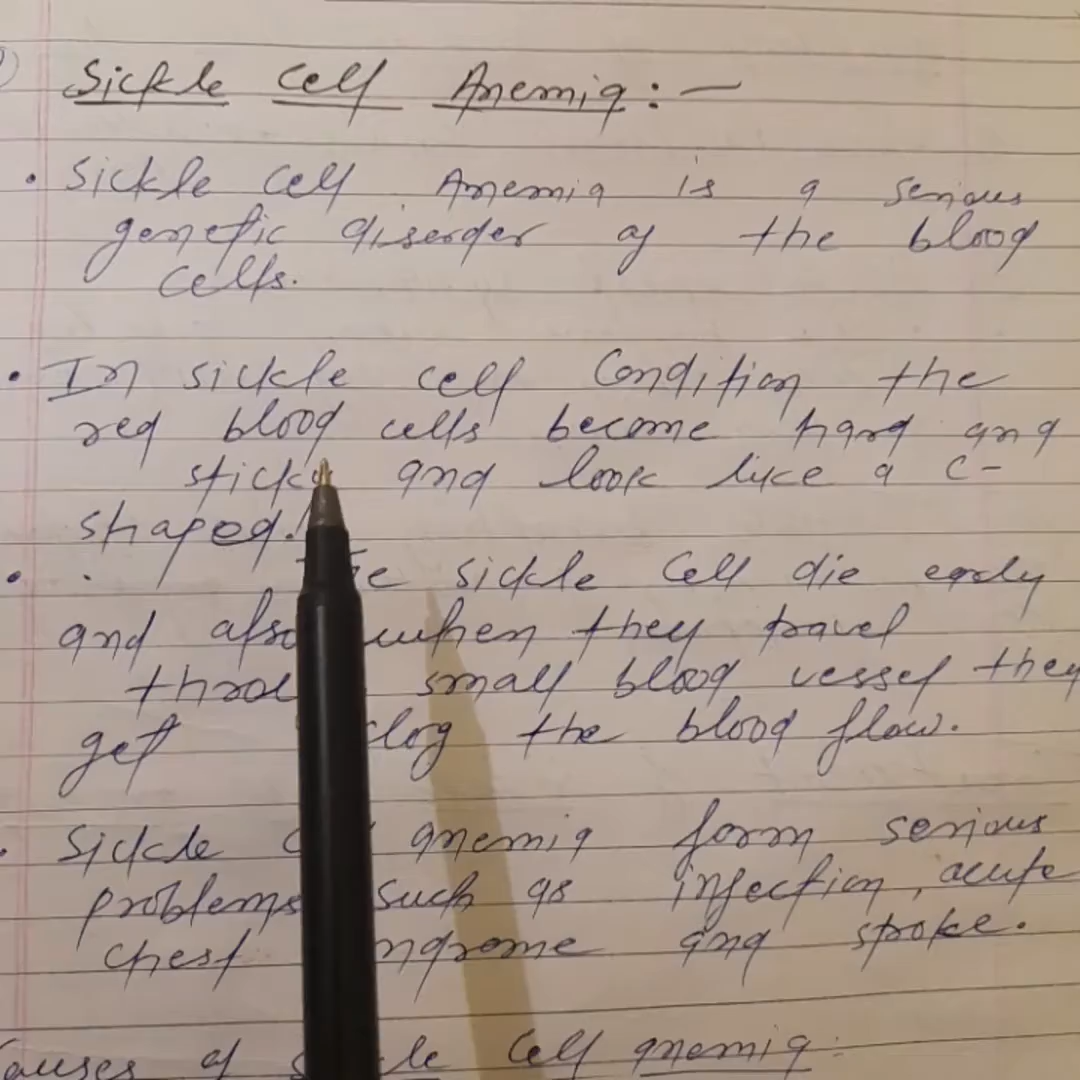 Sickle Cell Anemia :-
• Sickle Cell Anemia is a serious
genetic disorder of the blood
Cells.
• In sickle cell Condition the
red blood cells become hard and
sticky and look like a C-
shaped.
• The sickle Cell die early
and also when they travel
small blood vessel they
get clog the blood flow.
• Sickle anemia form serious
problems such as infection, acute
chest and stroke.
Causes of Cell anemia: